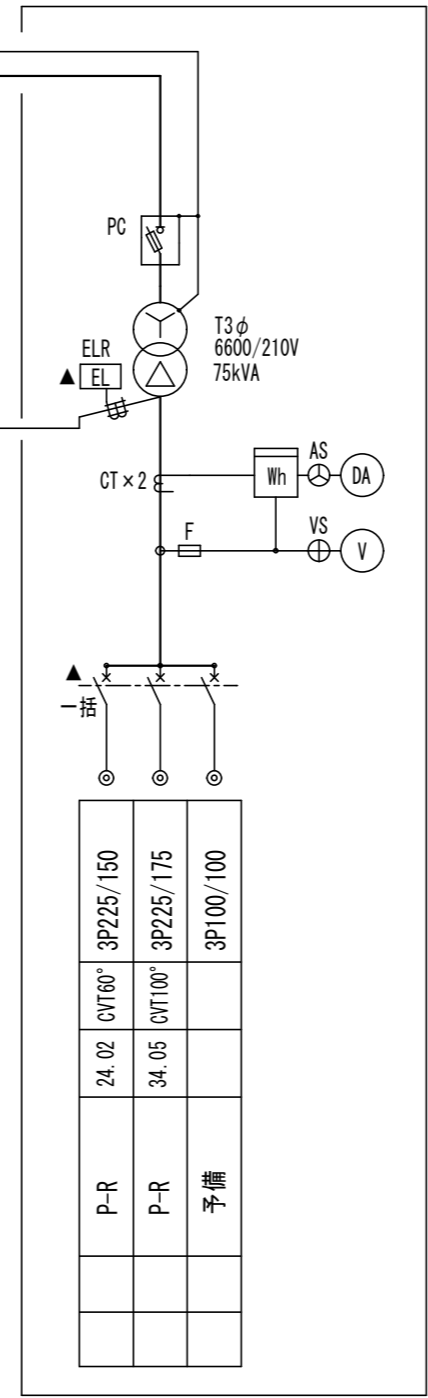 PC
T3φ
6600/210V
75kVA
ELR
▲ EL
CT×2
Wh
AS
DA
F
VS
V
▲
一括
3P225/150
CVT60°
24.02
P-R
3P225/175
CVT100°
34.05
P-R
3P100/100
予備